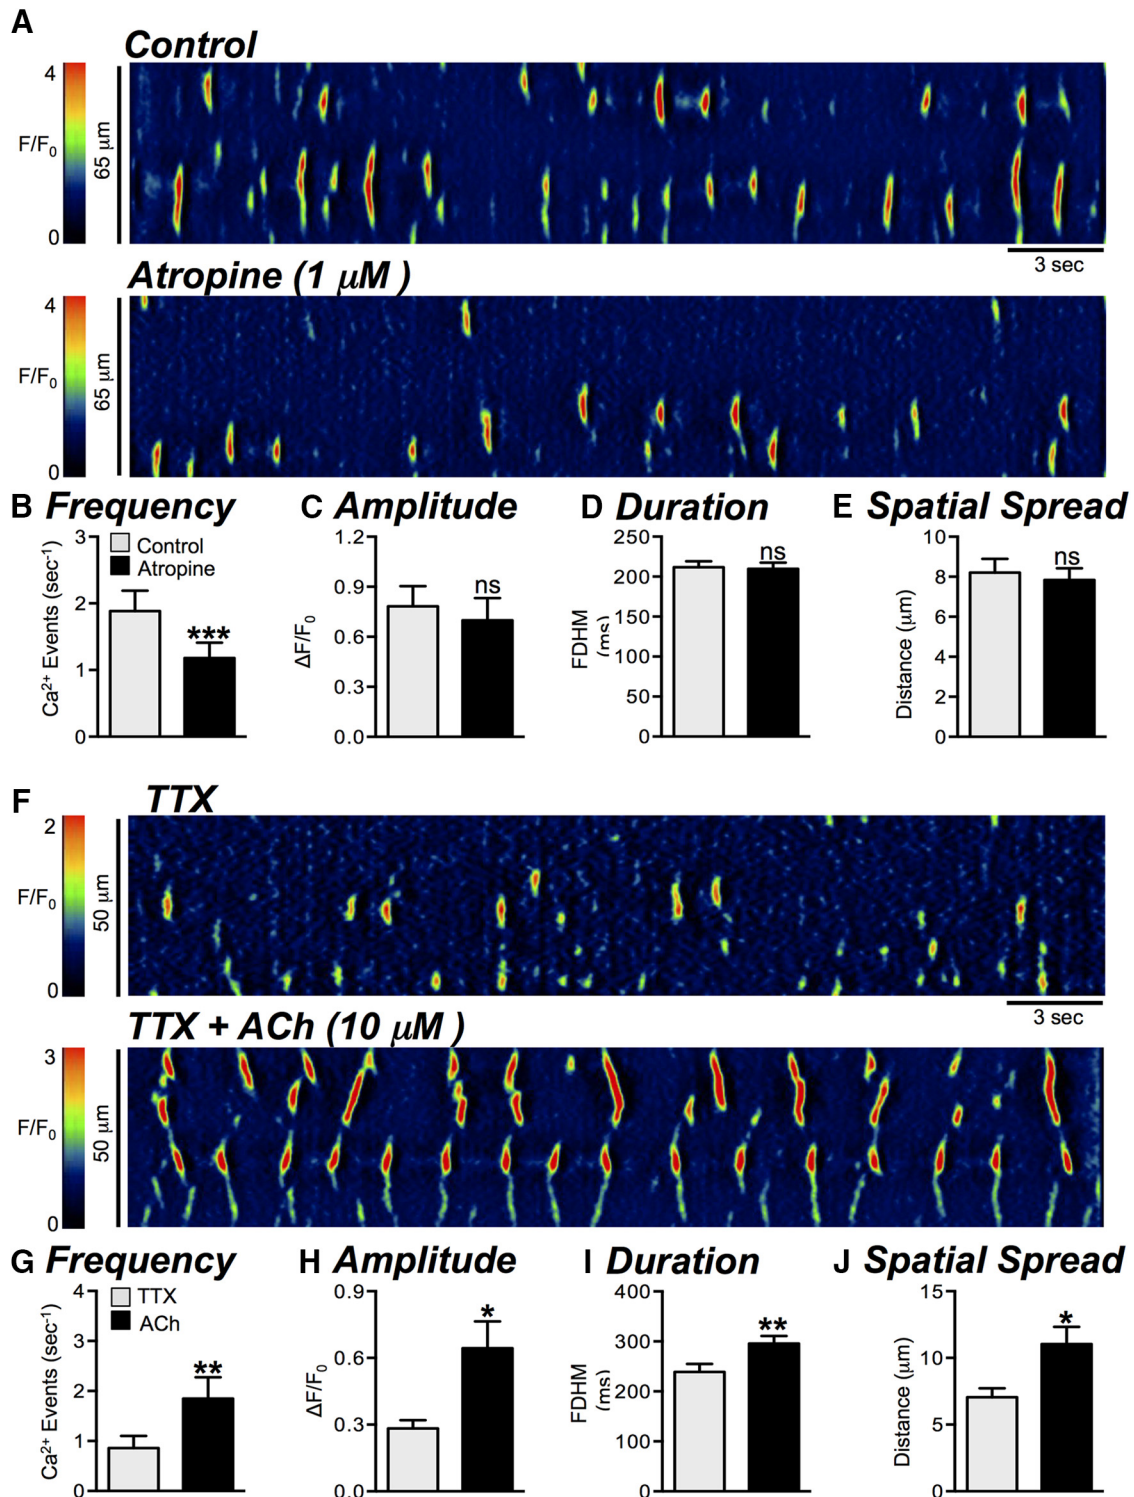 A
Control
4
F/F0
0
65 µm
3 sec
Atropine (1 µM )
4
F/F0
0
65 µm
B Frequency
3
2
1
0
Ca2+ Events (sec-1)
Control
Atropine
***
C Amplitude
1.2
0.9
0.6
0.3
0.0
ΔF/F0
ns
D Duration
250
200
150
100
50
0
FDHM
(ms)
ns
E Spatial Spread
10
8
6
4
2
0
Distance (µm)
ns
F
TTX
2
F/F0
0
50 µm
3 sec
TTX + ACh (10 µM )
3
F/F0
0
50 µm
G Frequency
4
3
2
1
0
Ca2+ Events (sec-1)
TTX
ACh
**
H Amplitude
0.9
0.6
0.3
0.0
ΔF/F0
*
I Duration
400
300
200
100
0
FDHM
(ms)
**
J Spatial Spread
15
10
5
0
Distance (µm)
*